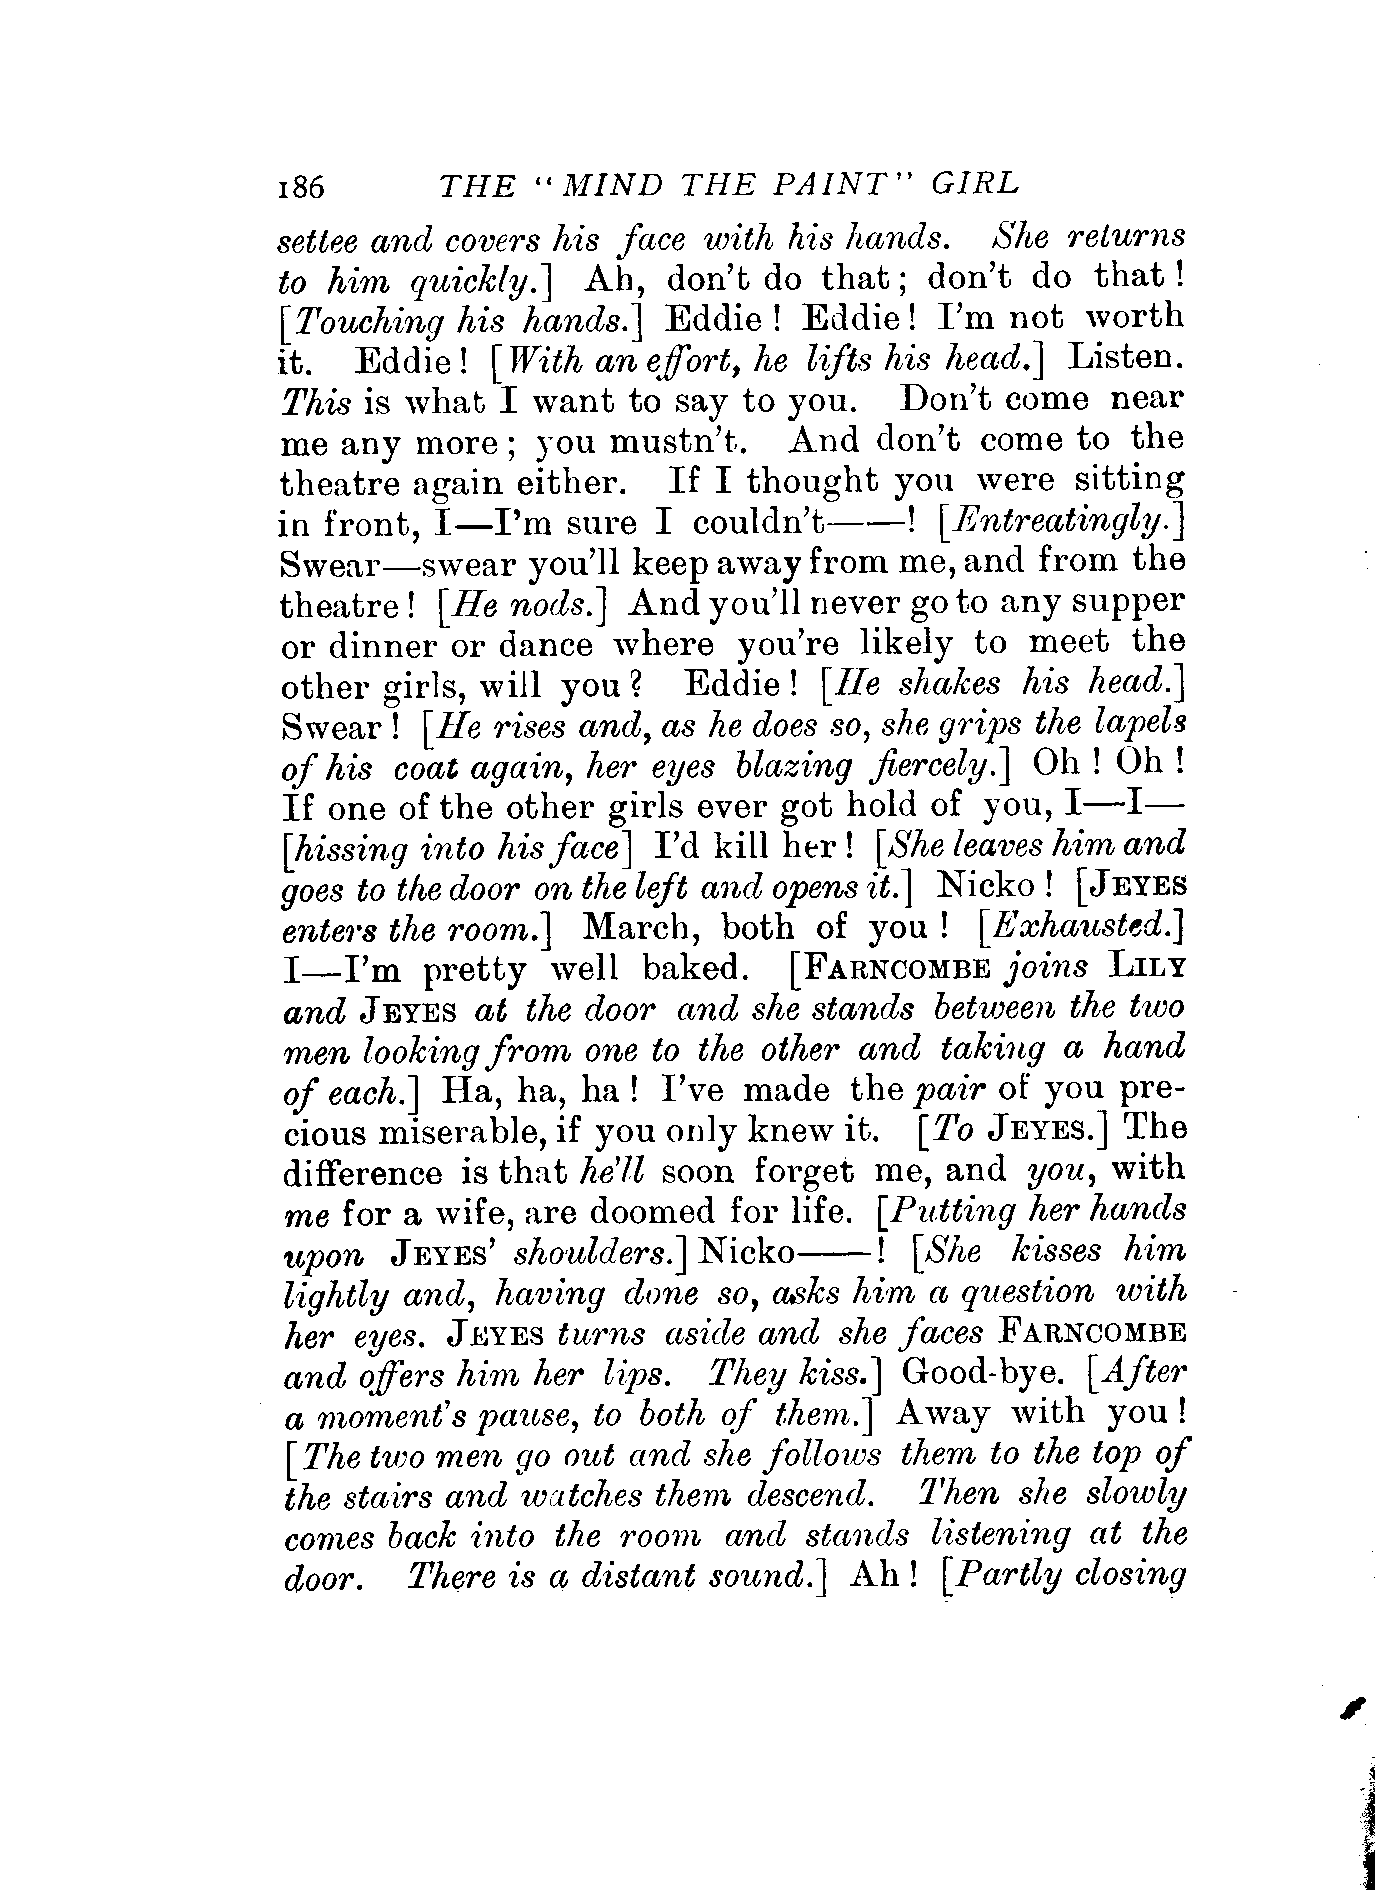 186 THE "MIND THE PAINT" GIRL
settee and covers his face with his hands. She returns
to him quickly.] Ah, don't do that; don't do that!
[Touching his hands.] Eddie! Eddie! I'm not worth
it. Eddie! [With an effort, he lifts his head.] Listen.
This is what I want to say to you. Don't come near
me any more; you mustn't. And don't come to the
theatre again either. If I thought you were sitting
in front, I—I'm sure I couldn't——! [Entreatingly.]
Swear—swear you'll keep away from me, and from the
theatre! [He nods.] And you'll never go to any supper
or dinner or dance where you're likely to meet the
other girls, will you? Eddie! [He shakes his head.]
Swear! [He rises and, as he does so, she grips the lapels
of his coat again, her eyes blazing fiercely.] Oh! Oh!
If one of the other girls ever got hold of you, I—I—
[hissing into his face] I'd kill her! [She leaves him and
goes to the door on the left and opens it.] Nicko! [JEYES
enters the room.] March, both of you! [Exhausted.]
I—I'm pretty well baked. [FARNCOMBE joins LILY
and JEYES at the door and she stands between the two
men looking from one to the other and taking a hand
of each.] Ha, ha, ha! I've made the pair of you pre-
cious miserable, if you only knew it. [To JEYES.] The
difference is that he'll soon forget me, and you, with
me for a wife, are doomed for life. [Putting her hands
upon JEYES' shoulders.] Nicko——! [She kisses him
lightly and, having done so, asks him a question with
her eyes. JEYES turns aside and she faces FARNCOMBE
and offers him her lips. They kiss.] Good-bye. [After
a moment's pause, to both of them.] Away with you!
[The two men go out and she follows them to the top of
the stairs and watches them descend. Then she slowly
comes back into the room and stands listening at the
door. There is a distant sound.] Ah! [Partly closing